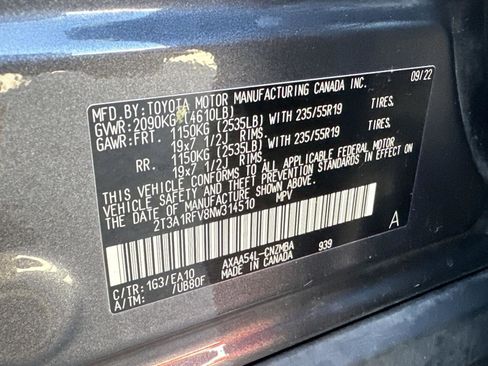 MFD.BY:TOYOTA MOTOR MANUFACTURING CANADA INC. 09/22
GVWR:2090KG (4610LB)
GAWR:FRT. 1150KG (2535LB) WITH 235/55R19 TIRES.
19x7 1/2J RIMS.
RR. 1150KG (2535LB) WITH 235/55R19 TIRES.
19x7 1/2J RIMS.
THIS VEHICLE CONFORMS TO ALL APPLICABLE FEDERAL MOTOR
VEHICLE SAFETY AND THEFT PREVENTION STANDARDS IN EFFECT ON
THIS DATE OF MANUFACTURE SHOWN ABOVE.
2T3A1RFV8NW314510 MPV
A
C/TR:1G3/EA10 AXAA54L-CNZMBA 939
A/TM: /UB80F MADE IN CANADA